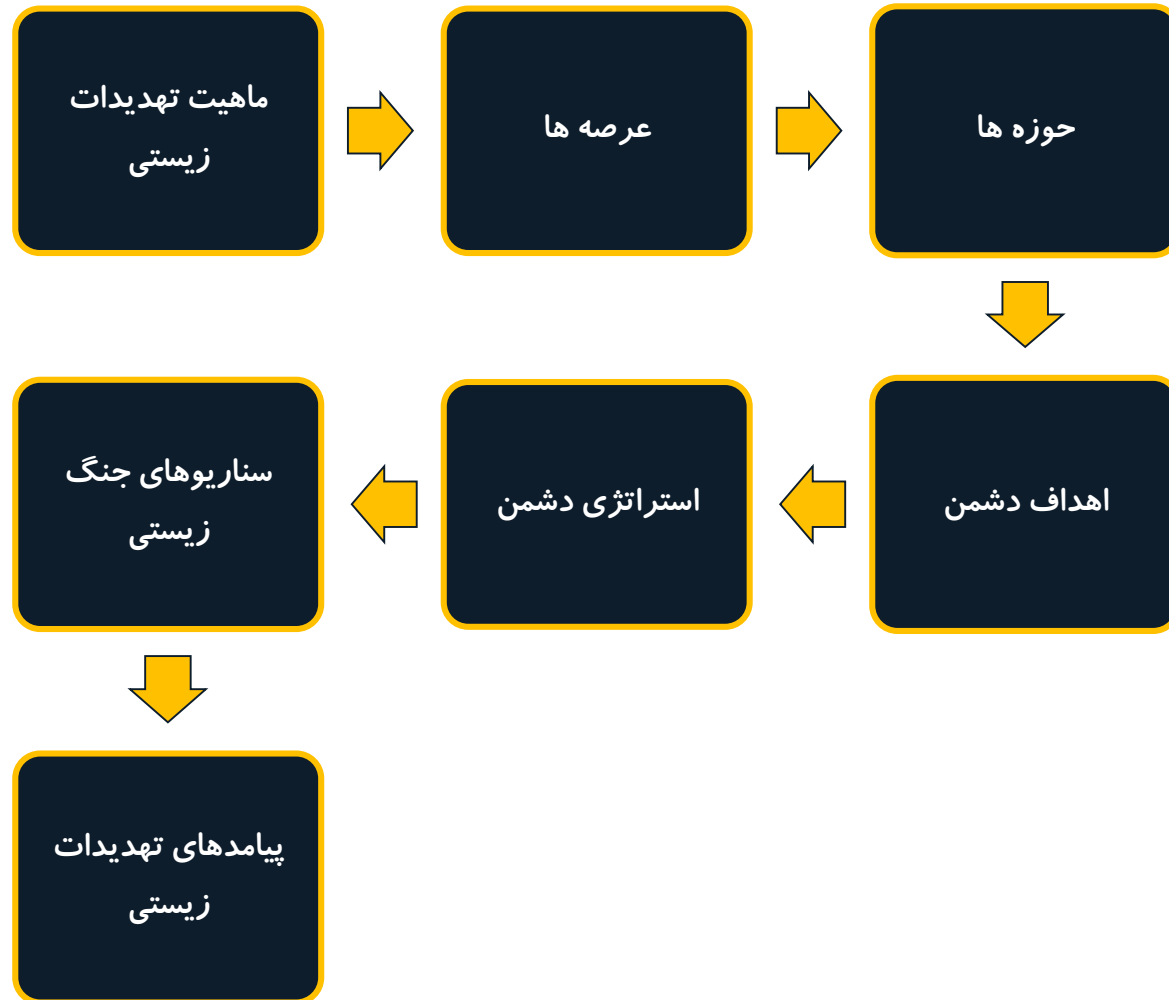 ماهیت تهدیدات
زیستی
عرصه ها
حوزه ها
اهداف دشمن
استراتژی دشمن
سناریوهای جنگ
زیستی
پیامدهای تهدیدات
زیستی